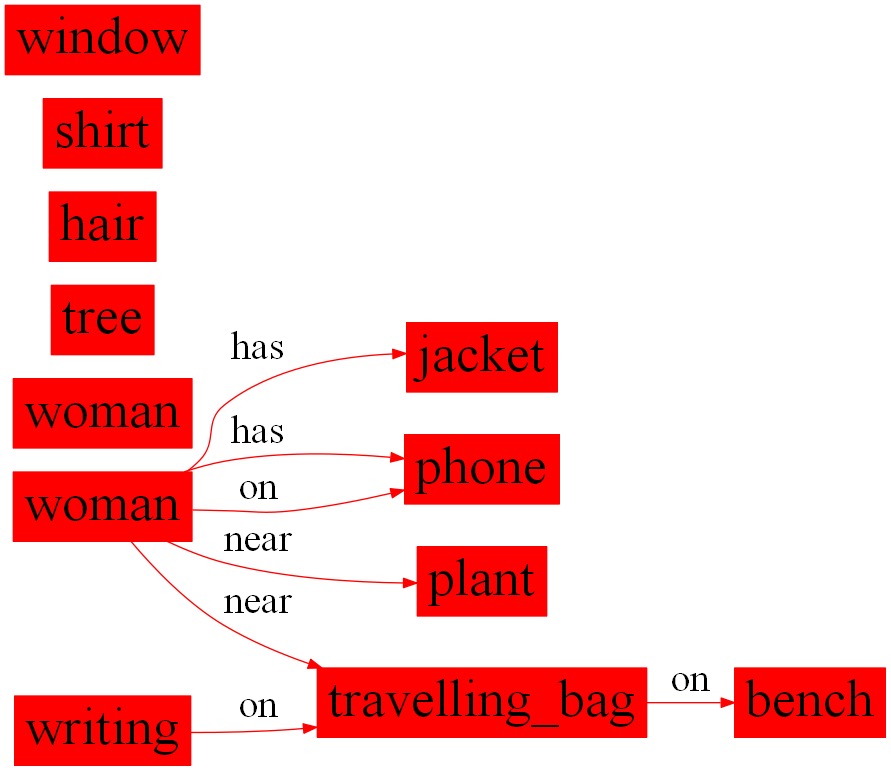 window
shirt
hair
tree
has
jacket
woman
has
phone
woman
on
near
plant
near
travelling_bag
on
bench
on
writing